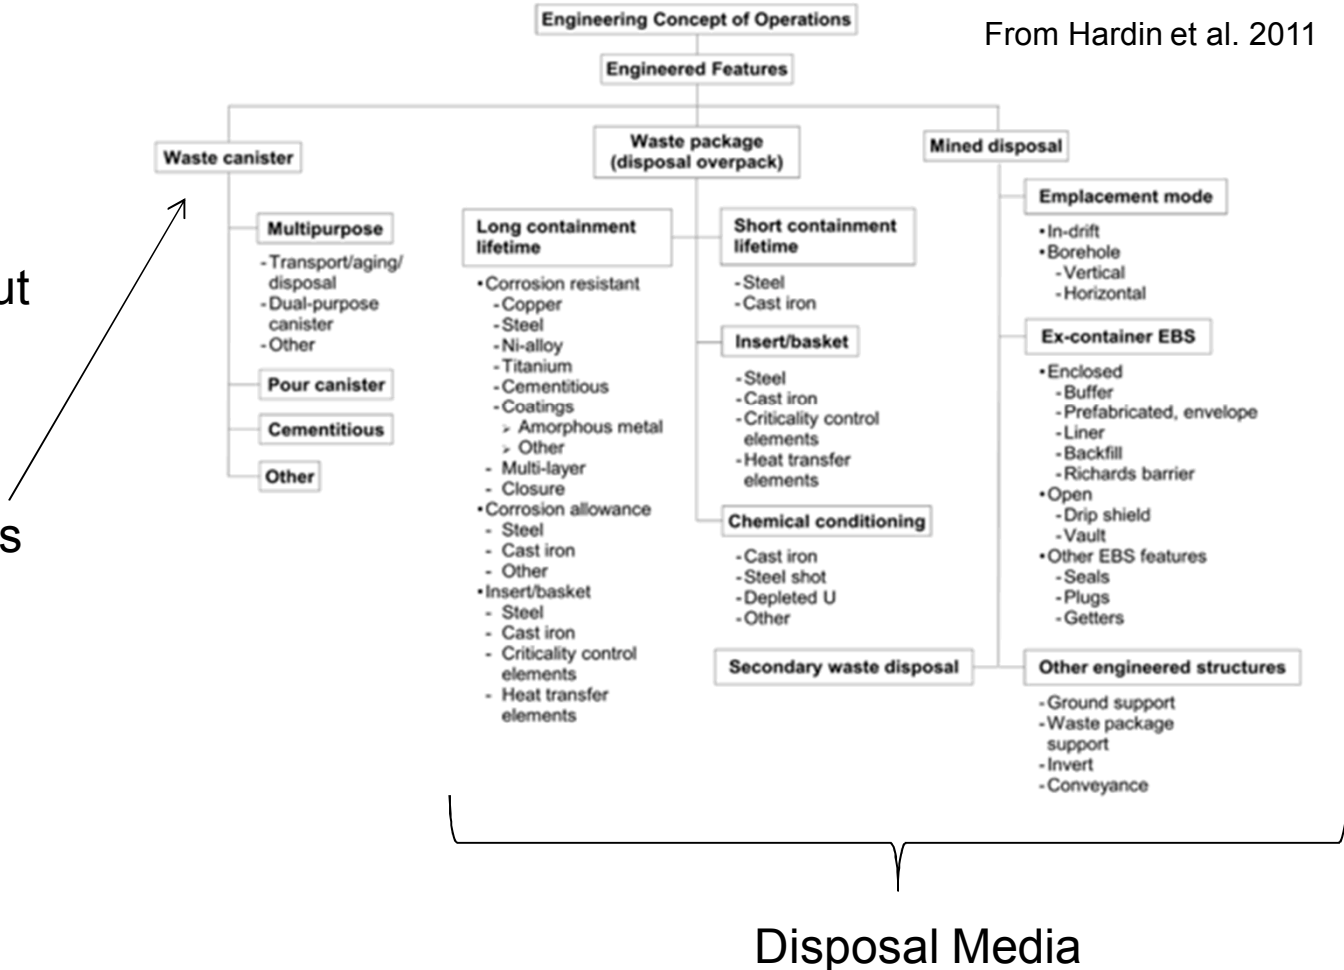 Engineering Concept of Operations
From Hardin et al. 2011
Engineered Features
Waste canister
Multipurpose
-Transport/aging/
disposal
-Dual-purpose
canister
-Other
Pour canister
Cementitious
Other
Waste package
(disposal overpack)
Long containment
lifetime
•Corrosion resistant
-Copper
-Steel
-Ni-alloy
-Titanium
-Cementitious
-Coatings
➢ Amorphous metal
➢ Other
- Multi-layer
- Closure
•Corrosion allowance
- Steel
- Cast iron
- Other
•Insert/basket
- Steel
- Cast iron
- Criticality control
elements
- Heat transfer
elements
Short containment
lifetime
-Steel
-Cast iron
Insert/basket
-Steel
-Cast iron
-Criticality control
elements
-Heat transfer
elements
Chemical conditioning
-Cast iron
-Steel shot
-Depleted U
-Other
Secondary waste disposal
Mined disposal
Emplacement mode
•In-drift
•Borehole
-Vertical
-Horizontal
Ex-container EBS
•Enclosed
-Buffer
-Prefabricated, envelope
-Liner
-Backfill
-Richards barrier
•Open
-Drip shield
-Vault
•Other EBS features
-Seals
-Plugs
-Getters
Other engineered structures
-Ground support
-Waste package
support
-Invert
-Conveyance
ut
s
Disposal Media